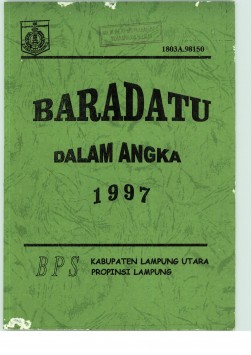 1803A.98150
BARADATU
DALAM ANGKA
1997
BPS KABUPATEN LAMPUNG UTARA
PROPINSI LAMPUNG